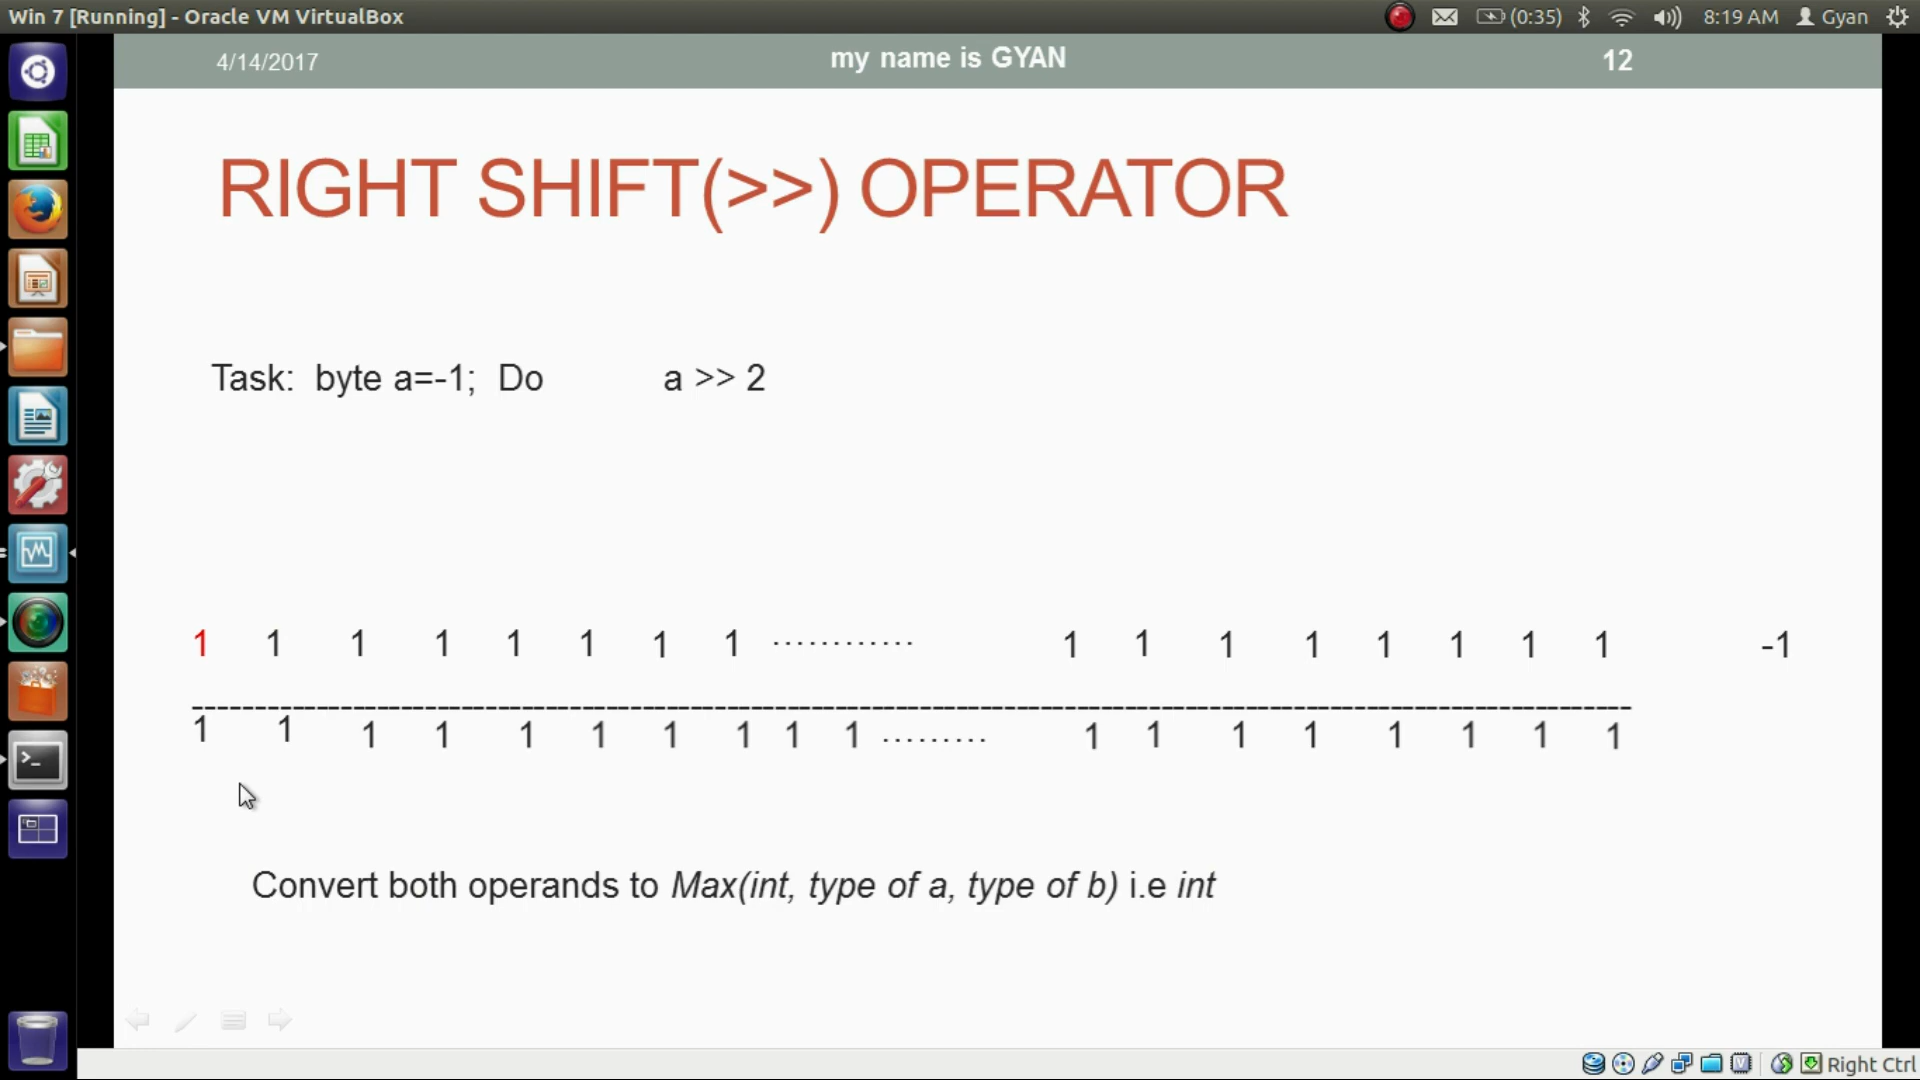 Win 7 [Running] - Oracle VM VirtualBox (0:35) 8:19 AM Gyan
4/14/2017 my name is GYAN 12
RIGHT SHIFT(>>) OPERATOR
Task: byte a=-1; Do a >> 2
1 1 1 1 1 1 1 1 ............ 1 1 1 1 1 1 1 1 -1
1 1 1 1 1 1 1 1 1 1 ......... 1 1 1 1 1 1 1 1
Convert both operands to Max(int, type of a, type of b) i.e int
Right Ctrl